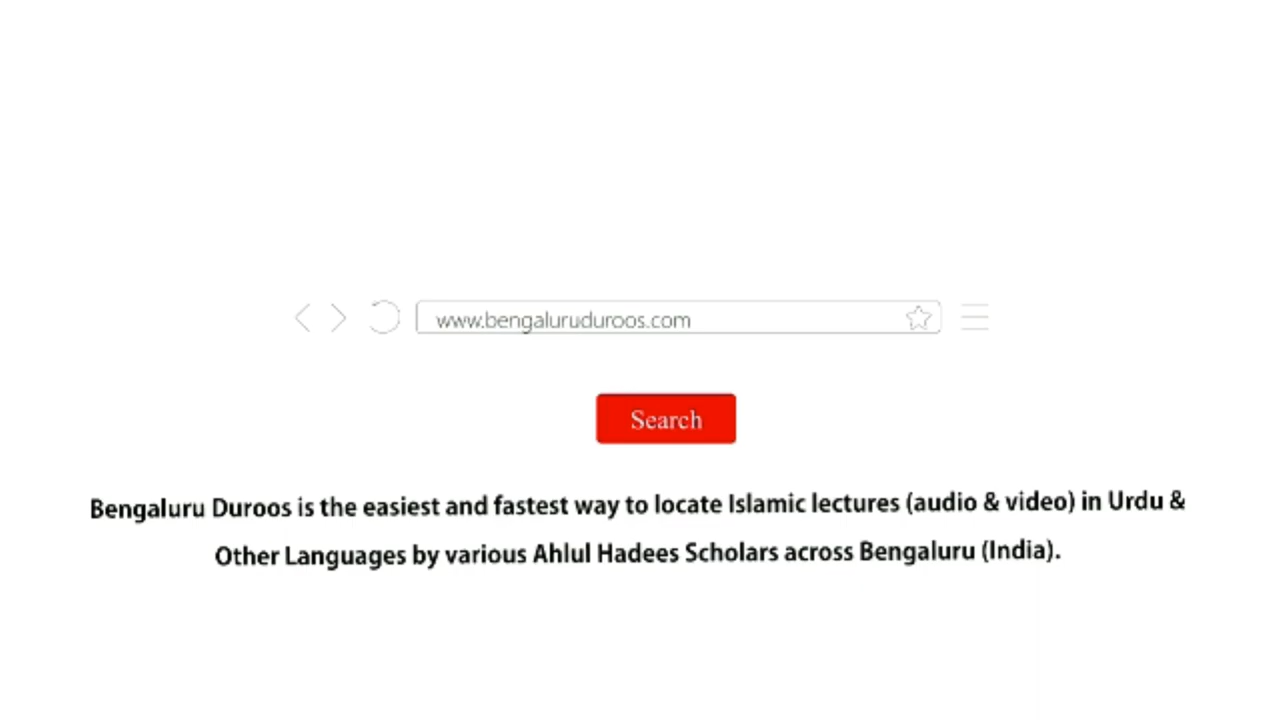 www.bengaluruduroos.com
Search
Bengaluru Duroos is the easiest and fastest way to locate Islamic lectures (audio & video) in Urdu &
Other Languages by various Ahlul Hadees Scholars across Bengaluru (India).